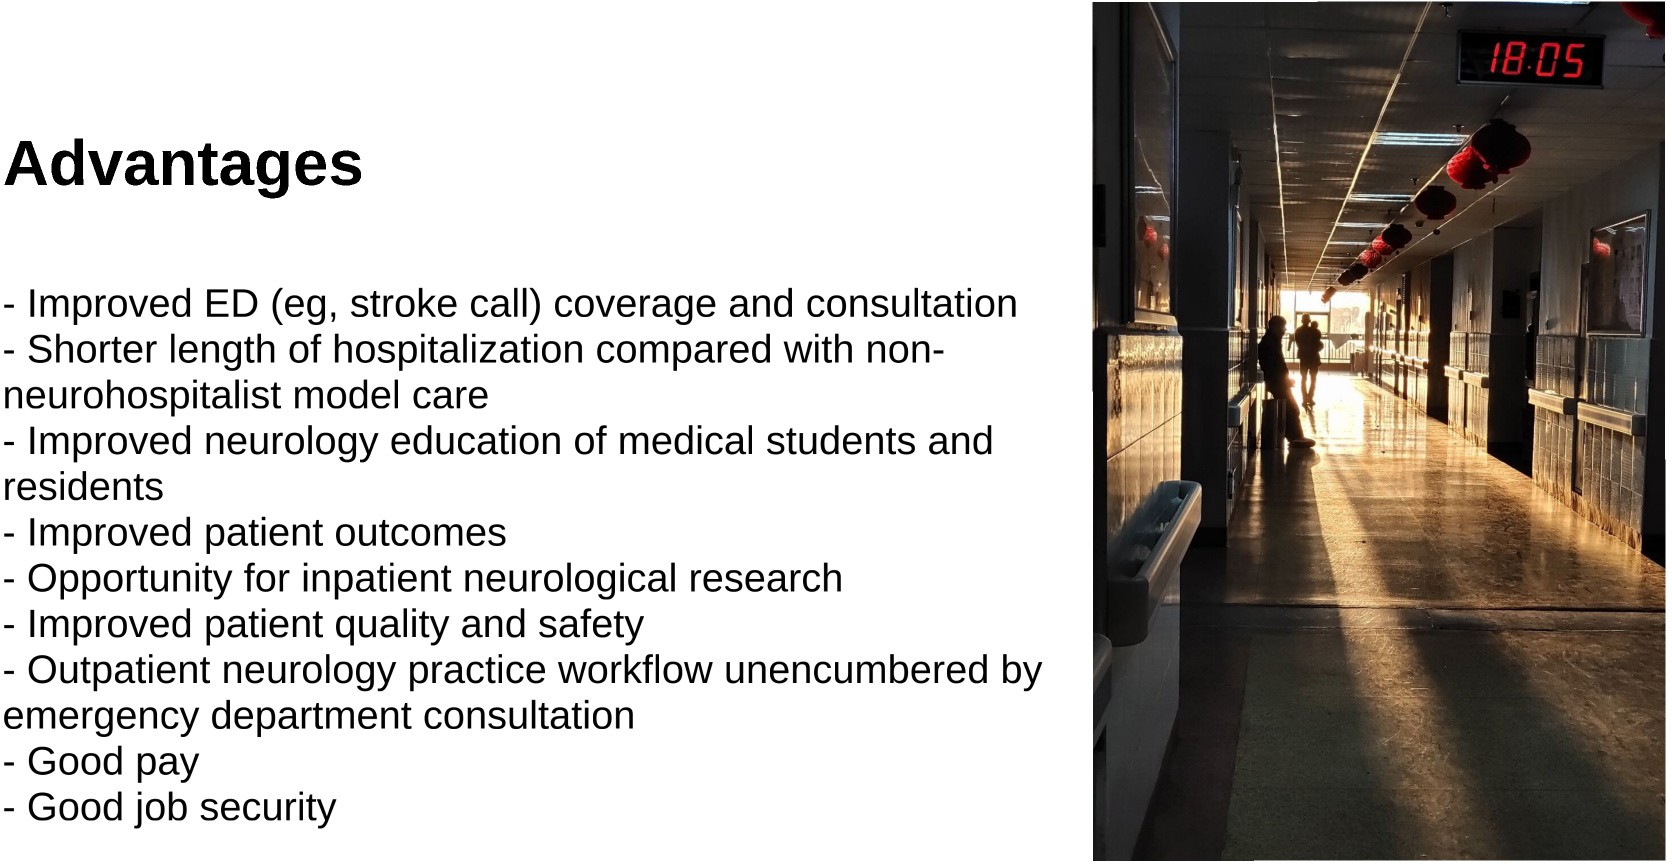 Advantages
- Improved ED (eg, stroke call) coverage and consultation
- Shorter length of hospitalization compared with non-
neurohospitalist model care
- Improved neurology education of medical students and
residents
- Improved patient outcomes
- Opportunity for inpatient neurological research
- Improved patient quality and safety
- Outpatient neurology practice workflow unencumbered by
emergency department consultation
- Good pay
- Good job security
18:05